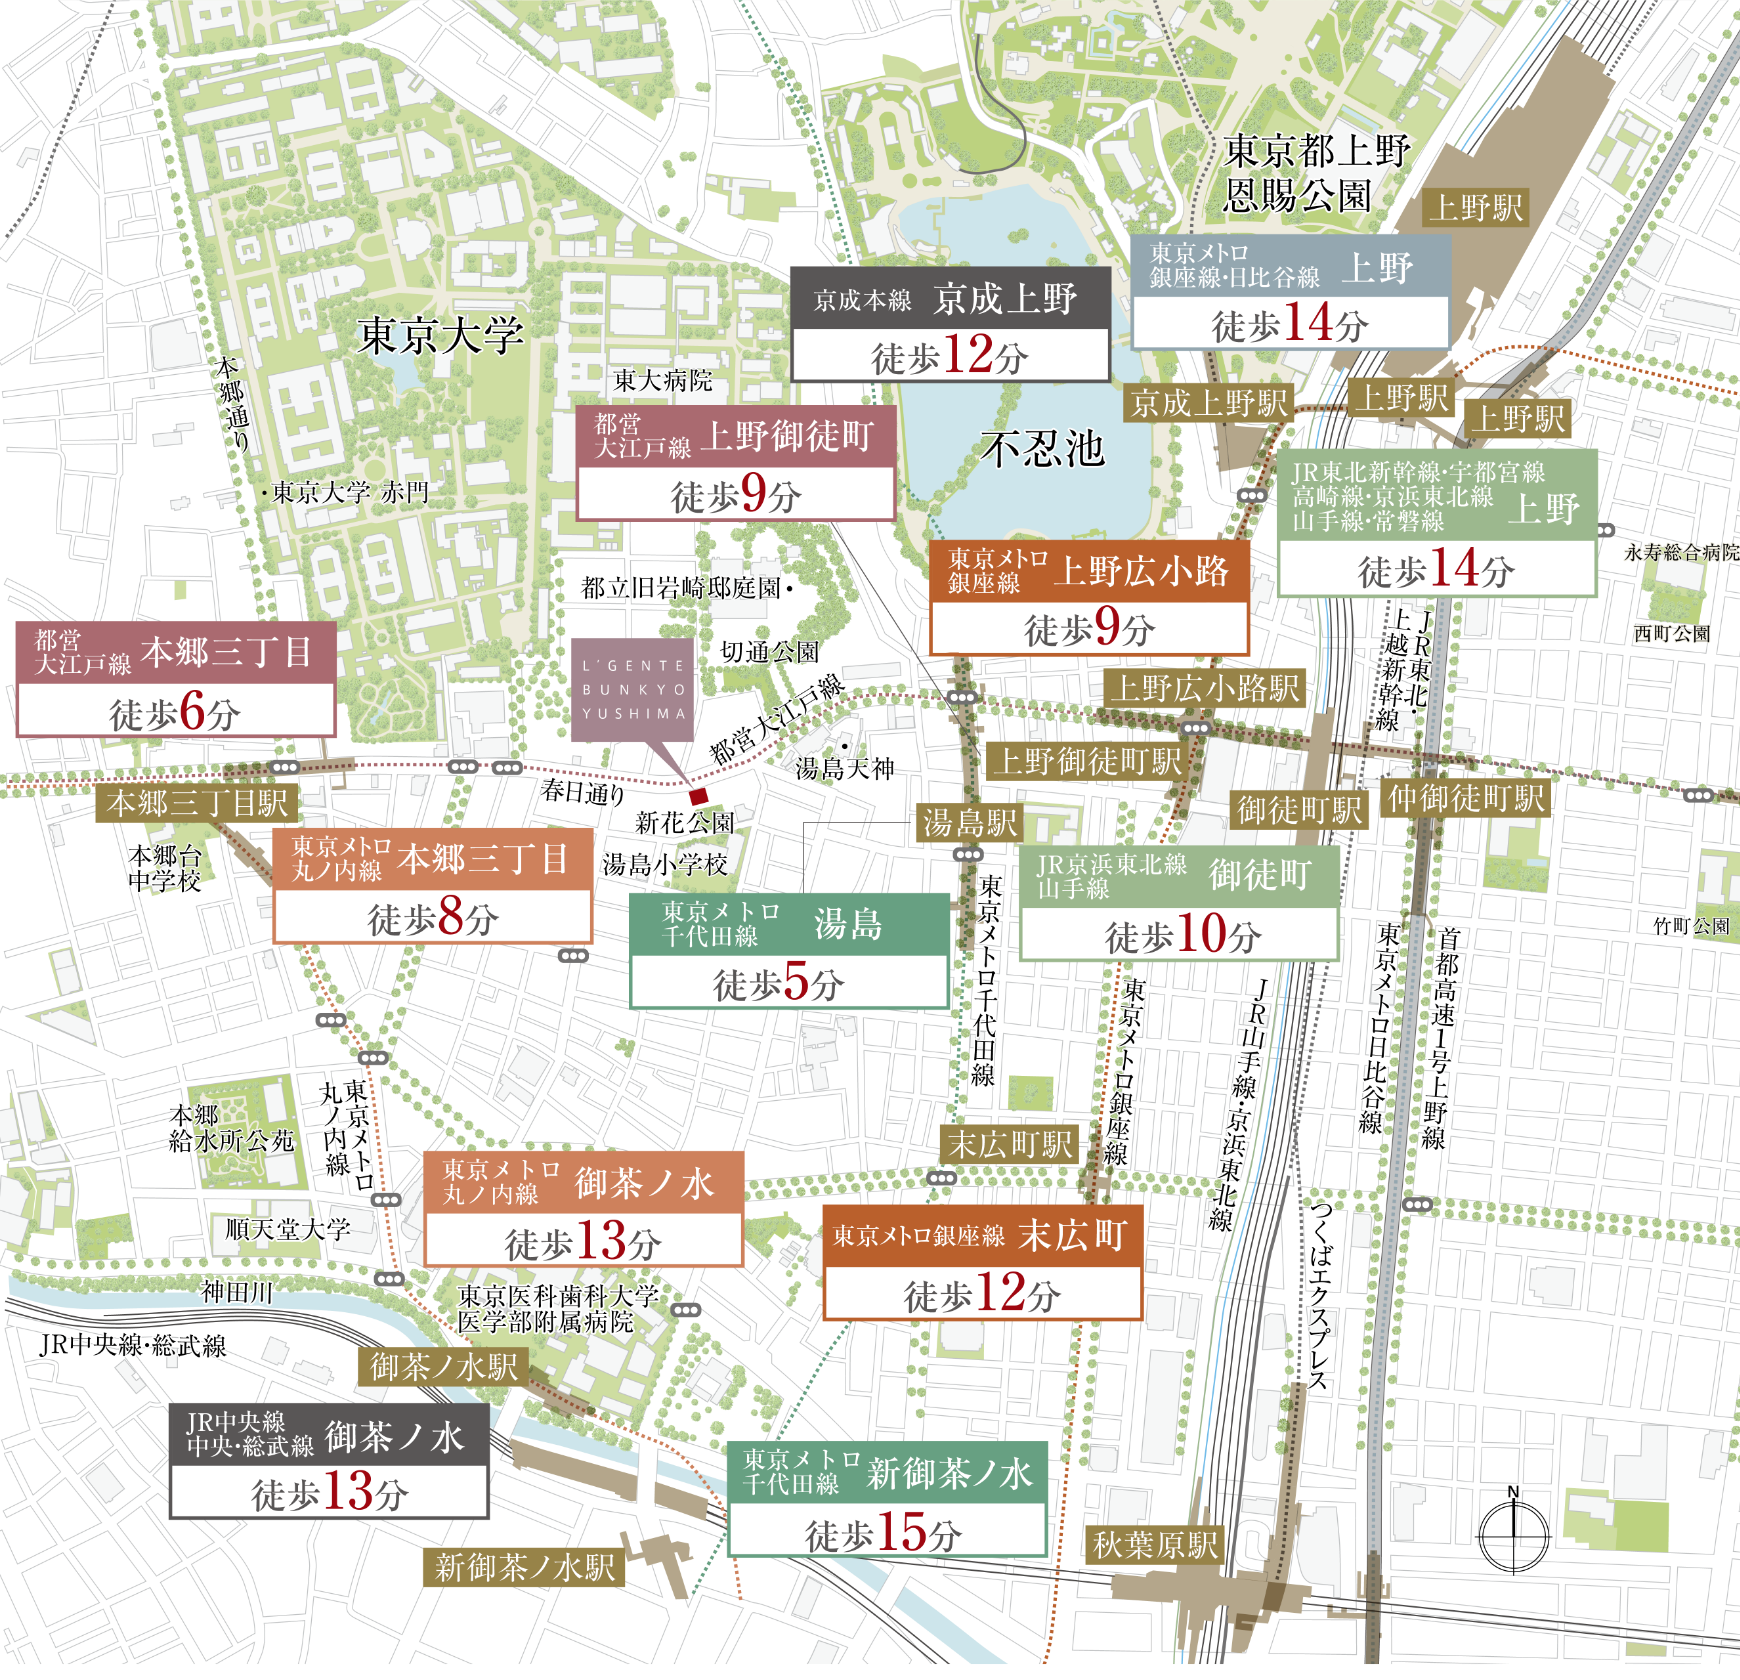 東京都上野
恩賜公園
上野駅
東京メトロ
銀座線・日比谷線
上野
徒歩14分
京成本線 京成上野
徒歩12分
東京大学
東大病院
本郷通り
・東京大学 赤門
都営
大江戸線
上野御徒町
徒歩9分
不忍池
京成上野駅
上野駅
上野駅
JR東北新幹線・宇都宮線
高崎線・京浜東北線
山手線・常磐線
上野
徒歩14分
永寿総合病院
西町公園
東京メトロ
銀座線
上野広小路
徒歩9分
都立旧岩崎邸庭園・
切通公園
都営
大江戸線
本郷三丁目
徒歩6分
L'GENTE
BUNKYO
YUSHIMA
都営大江戸線
上野広小路駅
JR東北・
上越新幹線
上野御徒町駅
湯島天神
春日通り
新花公園
本郷三丁目駅
湯島駅
御徒町駅
仲御徒町駅
本郷台
中学校
東京メトロ
丸ノ内線
本郷三丁目
徒歩8分
湯島小学校
東京メトロ
千代田線
湯島
徒歩5分
JR京浜東北線
山手線
御徒町
徒歩10分
竹町公園
東京メトロ千代田線
東京メトロ銀座線
JR山手線・京浜東北線
東京メトロ日比谷線
首都高速1号上野線
本郷
給水所公苑
東京メトロ
丸ノ内線
末広町駅
東京メトロ
丸ノ内線
御茶ノ水
徒歩13分
順天堂大学
東京メトロ銀座線 末広町
徒歩12分
つくばエクスプレス
神田川
JR中央線・総武線
東京医科歯科大学
医学部附属病院
御茶ノ水駅
JR中央線
中央・総武線
御茶ノ水
徒歩13分
東京メトロ
千代田線
新御茶ノ水
徒歩15分
新御茶ノ水駅
秋葉原駅
N